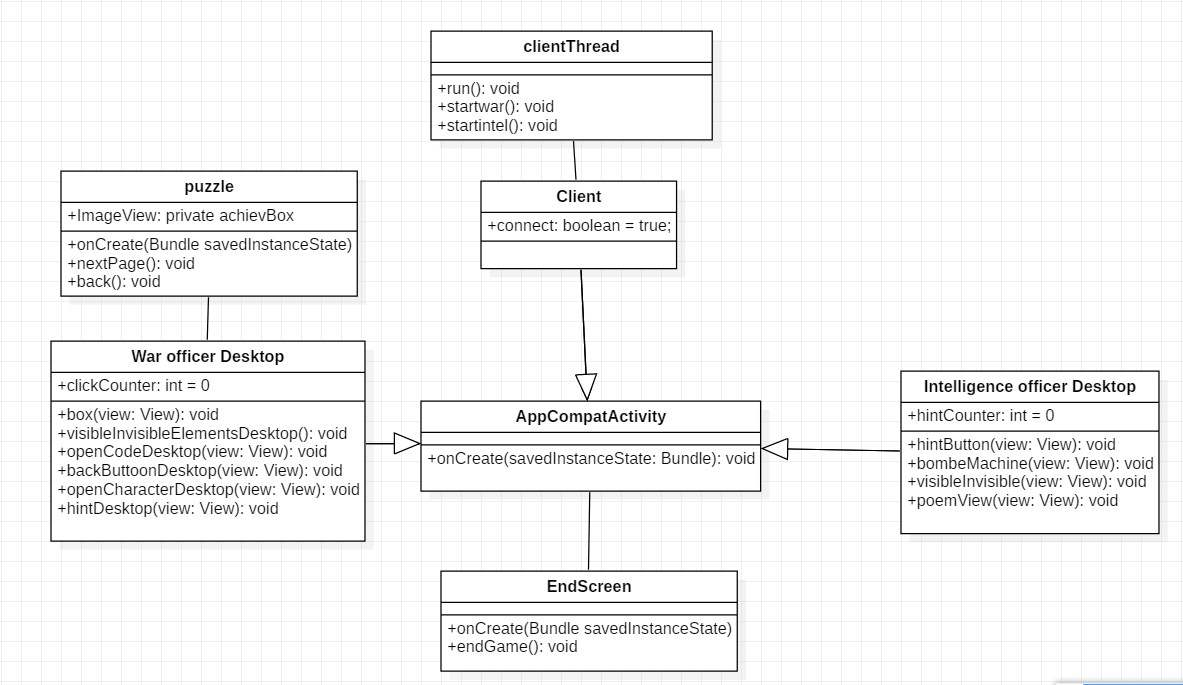 clientThread
+run(): void
+startwar(): void
+startintel(): void
Client
+connect: boolean = true;
puzzle
+ImageView: private achievBox
+onCreate(Bundle savedInstanceState)
+nextPage(): void
+back(): void
War officer Desktop
+clickCounter: int = 0
+box(view: View): void
+visibleInvisibleElementsDesktop(): void
+openCodeDesktop(view: View): void
+backButtoonDesktop(view: View): void
+openCharacterDesktop(view: View): void
+hintDesktop(view: View): void
AppCompatActivity
+onCreate(savedInstanceState: Bundle): void
Intelligence officer Desktop
+hintCounter: int = 0
+hintButton(view: View): void
+bombeMachine(view: View): void
+visibleInvisible(view: View): void
+poemView(view: View): void
EndScreen
+onCreate(Bundle savedInstanceState)
+endGame(): void